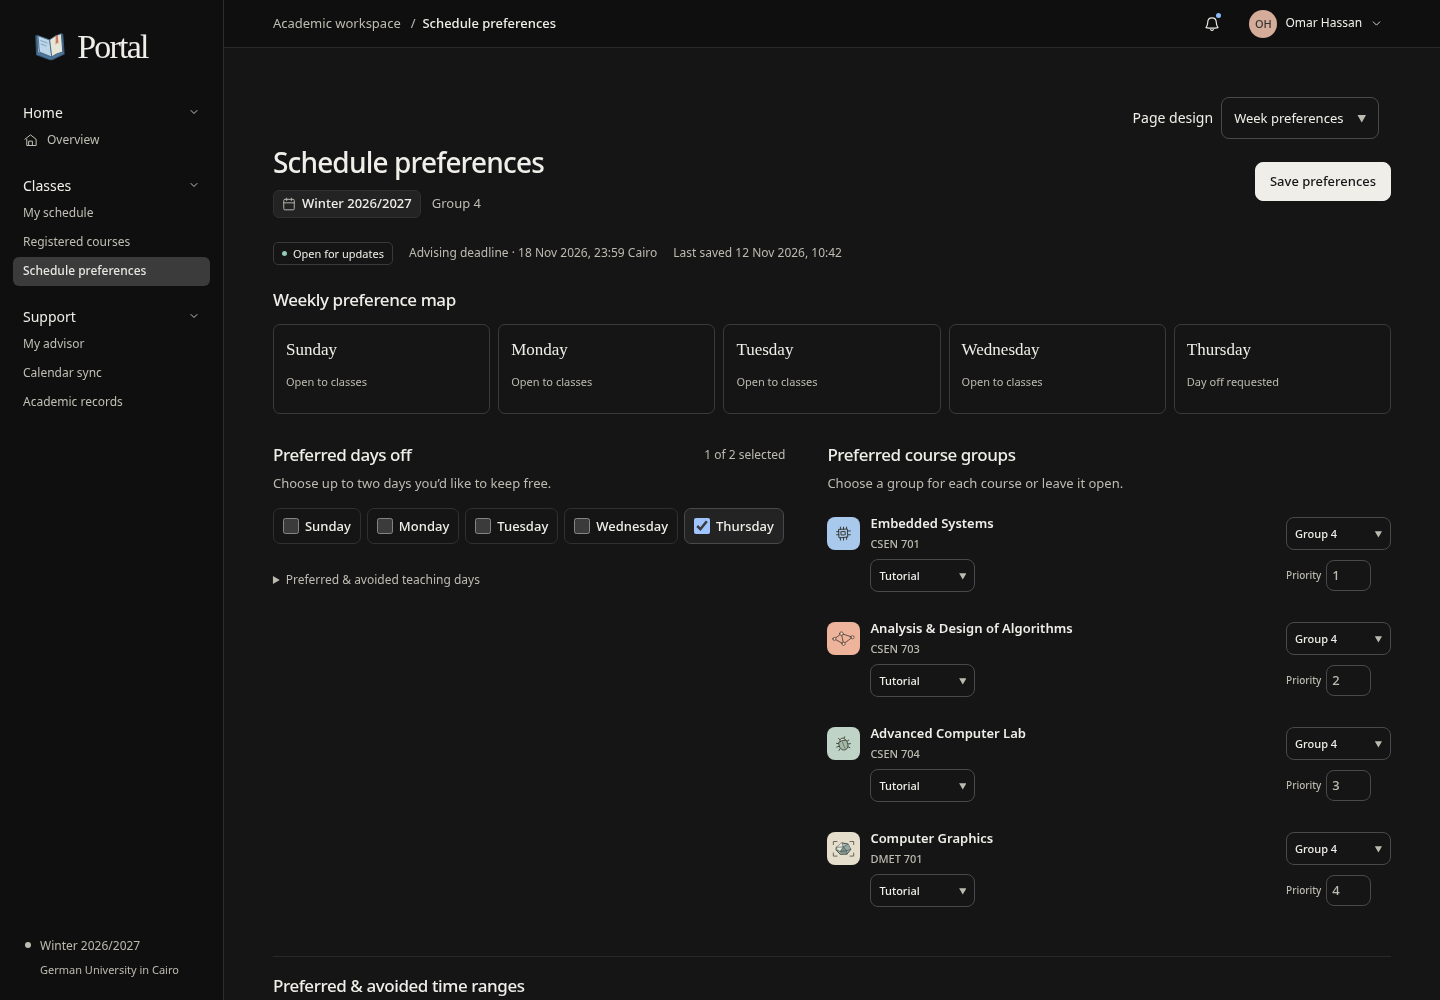 Portal
Home
Overview
Classes
My schedule
Registered courses
Schedule preferences
Support
My advisor
Calendar sync
Academic records
Winter 2026/2027
German University in Cairo
Academic workspace / Schedule preferences
OH Omar Hassan
Page design Week preferences
Schedule preferences
Save preferences
Winter 2026/2027 Group 4
Open for updates Advising deadline · 18 Nov 2026, 23:59 Cairo Last saved 12 Nov 2026, 10:42
Weekly preference map
Sunday
Open to classes
Monday
Open to classes
Tuesday
Open to classes
Wednesday
Open to classes
Thursday
Day off requested
Preferred days off 1 of 2 selected
Choose up to two days you’d like to keep free.
Sunday Monday Tuesday Wednesday Thursday
Preferred & avoided teaching days
Preferred course groups
Choose a group for each course or leave it open.
Embedded Systems
CSEN 701
Tutorial
Group 4
Priority 1
Analysis & Design of Algorithms
CSEN 703
Tutorial
Group 4
Priority 2
Advanced Computer Lab
CSEN 704
Tutorial
Group 4
Priority 3
Computer Graphics
DMET 701
Tutorial
Group 4
Priority 4
Preferred & avoided time ranges